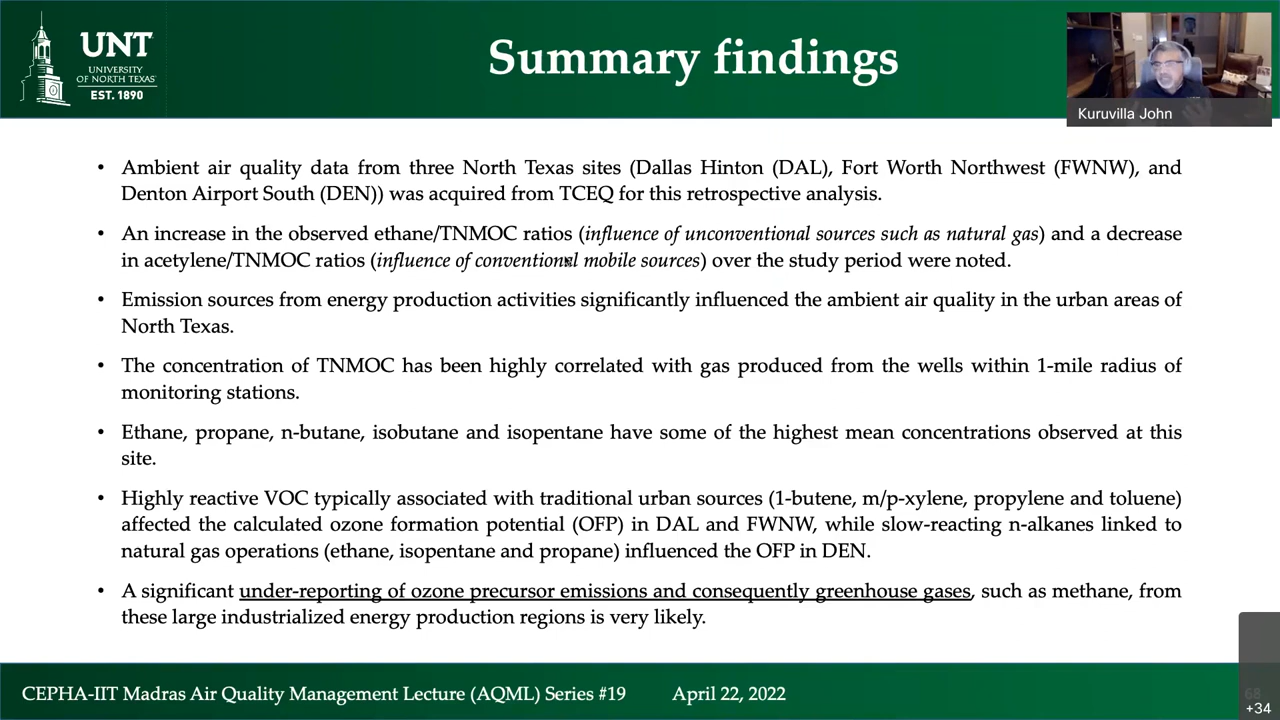 UNT
UNIVERSITY
OF NORTH TEXAS
EST. 1890
Summary findings
Kuruvilla John
• Ambient air quality data from three North Texas sites (Dallas Hinton (DAL), Fort Worth Northwest (FWNW), and
Denton Airport South (DEN)) was acquired from TCEQ for this retrospective analysis.
• An increase in the observed ethane/TNMOC ratios (influence of unconventional sources such as natural gas) and a decrease
in acetylene/TNMOC ratios (influence of conventional mobile sources) over the study period were noted.
• Emission sources from energy production activities significantly influenced the ambient air quality in the urban areas of
North Texas.
• The concentration of TNMOC has been highly correlated with gas produced from the wells within 1-mile radius of
monitoring stations.
• Ethane, propane, n-butane, isobutane and isopentane have some of the highest mean concentrations observed at this
site.
• Highly reactive VOC typically associated with traditional urban sources (1-butene, m/p-xylene, propylene and toluene)
affected the calculated ozone formation potential (OFP) in DAL and FWNW, while slow-reacting n-alkanes linked to
natural gas operations (ethane, isopentane and propane) influenced the OFP in DEN.
• A significant under-reporting of ozone precursor emissions and consequently greenhouse gases, such as methane, from
these large industrialized energy production regions is very likely.
CEPHA-IIT Madras Air Quality Management Lecture (AQML) Series #19 April 22, 2022
68
+34